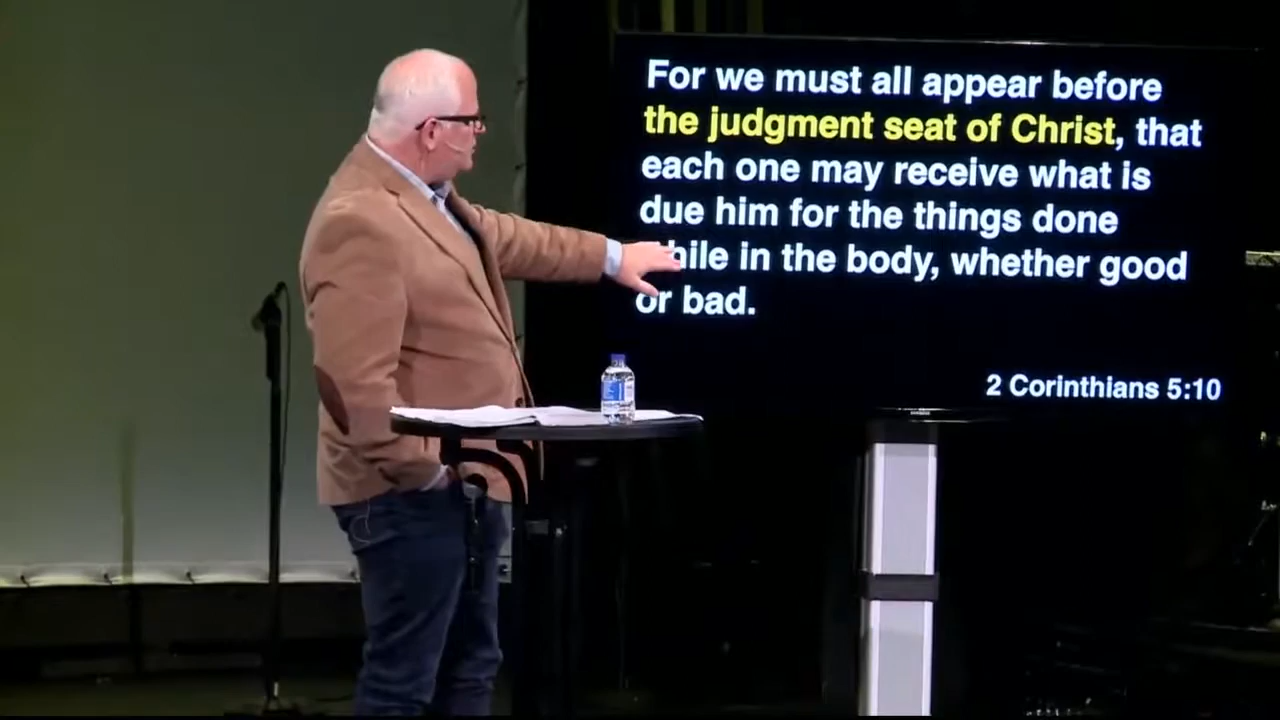 For we must all appear before
the judgment seat of Christ, that
each one may receive what is
due him for the things done
while in the body, whether good
or bad.
2 Corinthians 5:10